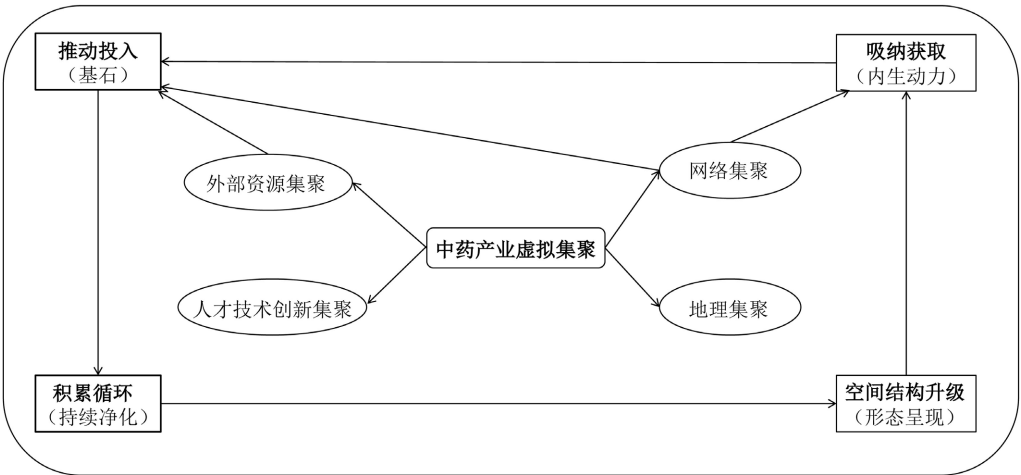 推动投入
（基石）
吸纳获取
（内生动力）
外部资源集聚
网络集聚
中药产业虚拟集聚
人才技术创新集聚
地理集聚
积累循环
（持续净化）
空间结构升级
（形态呈现）